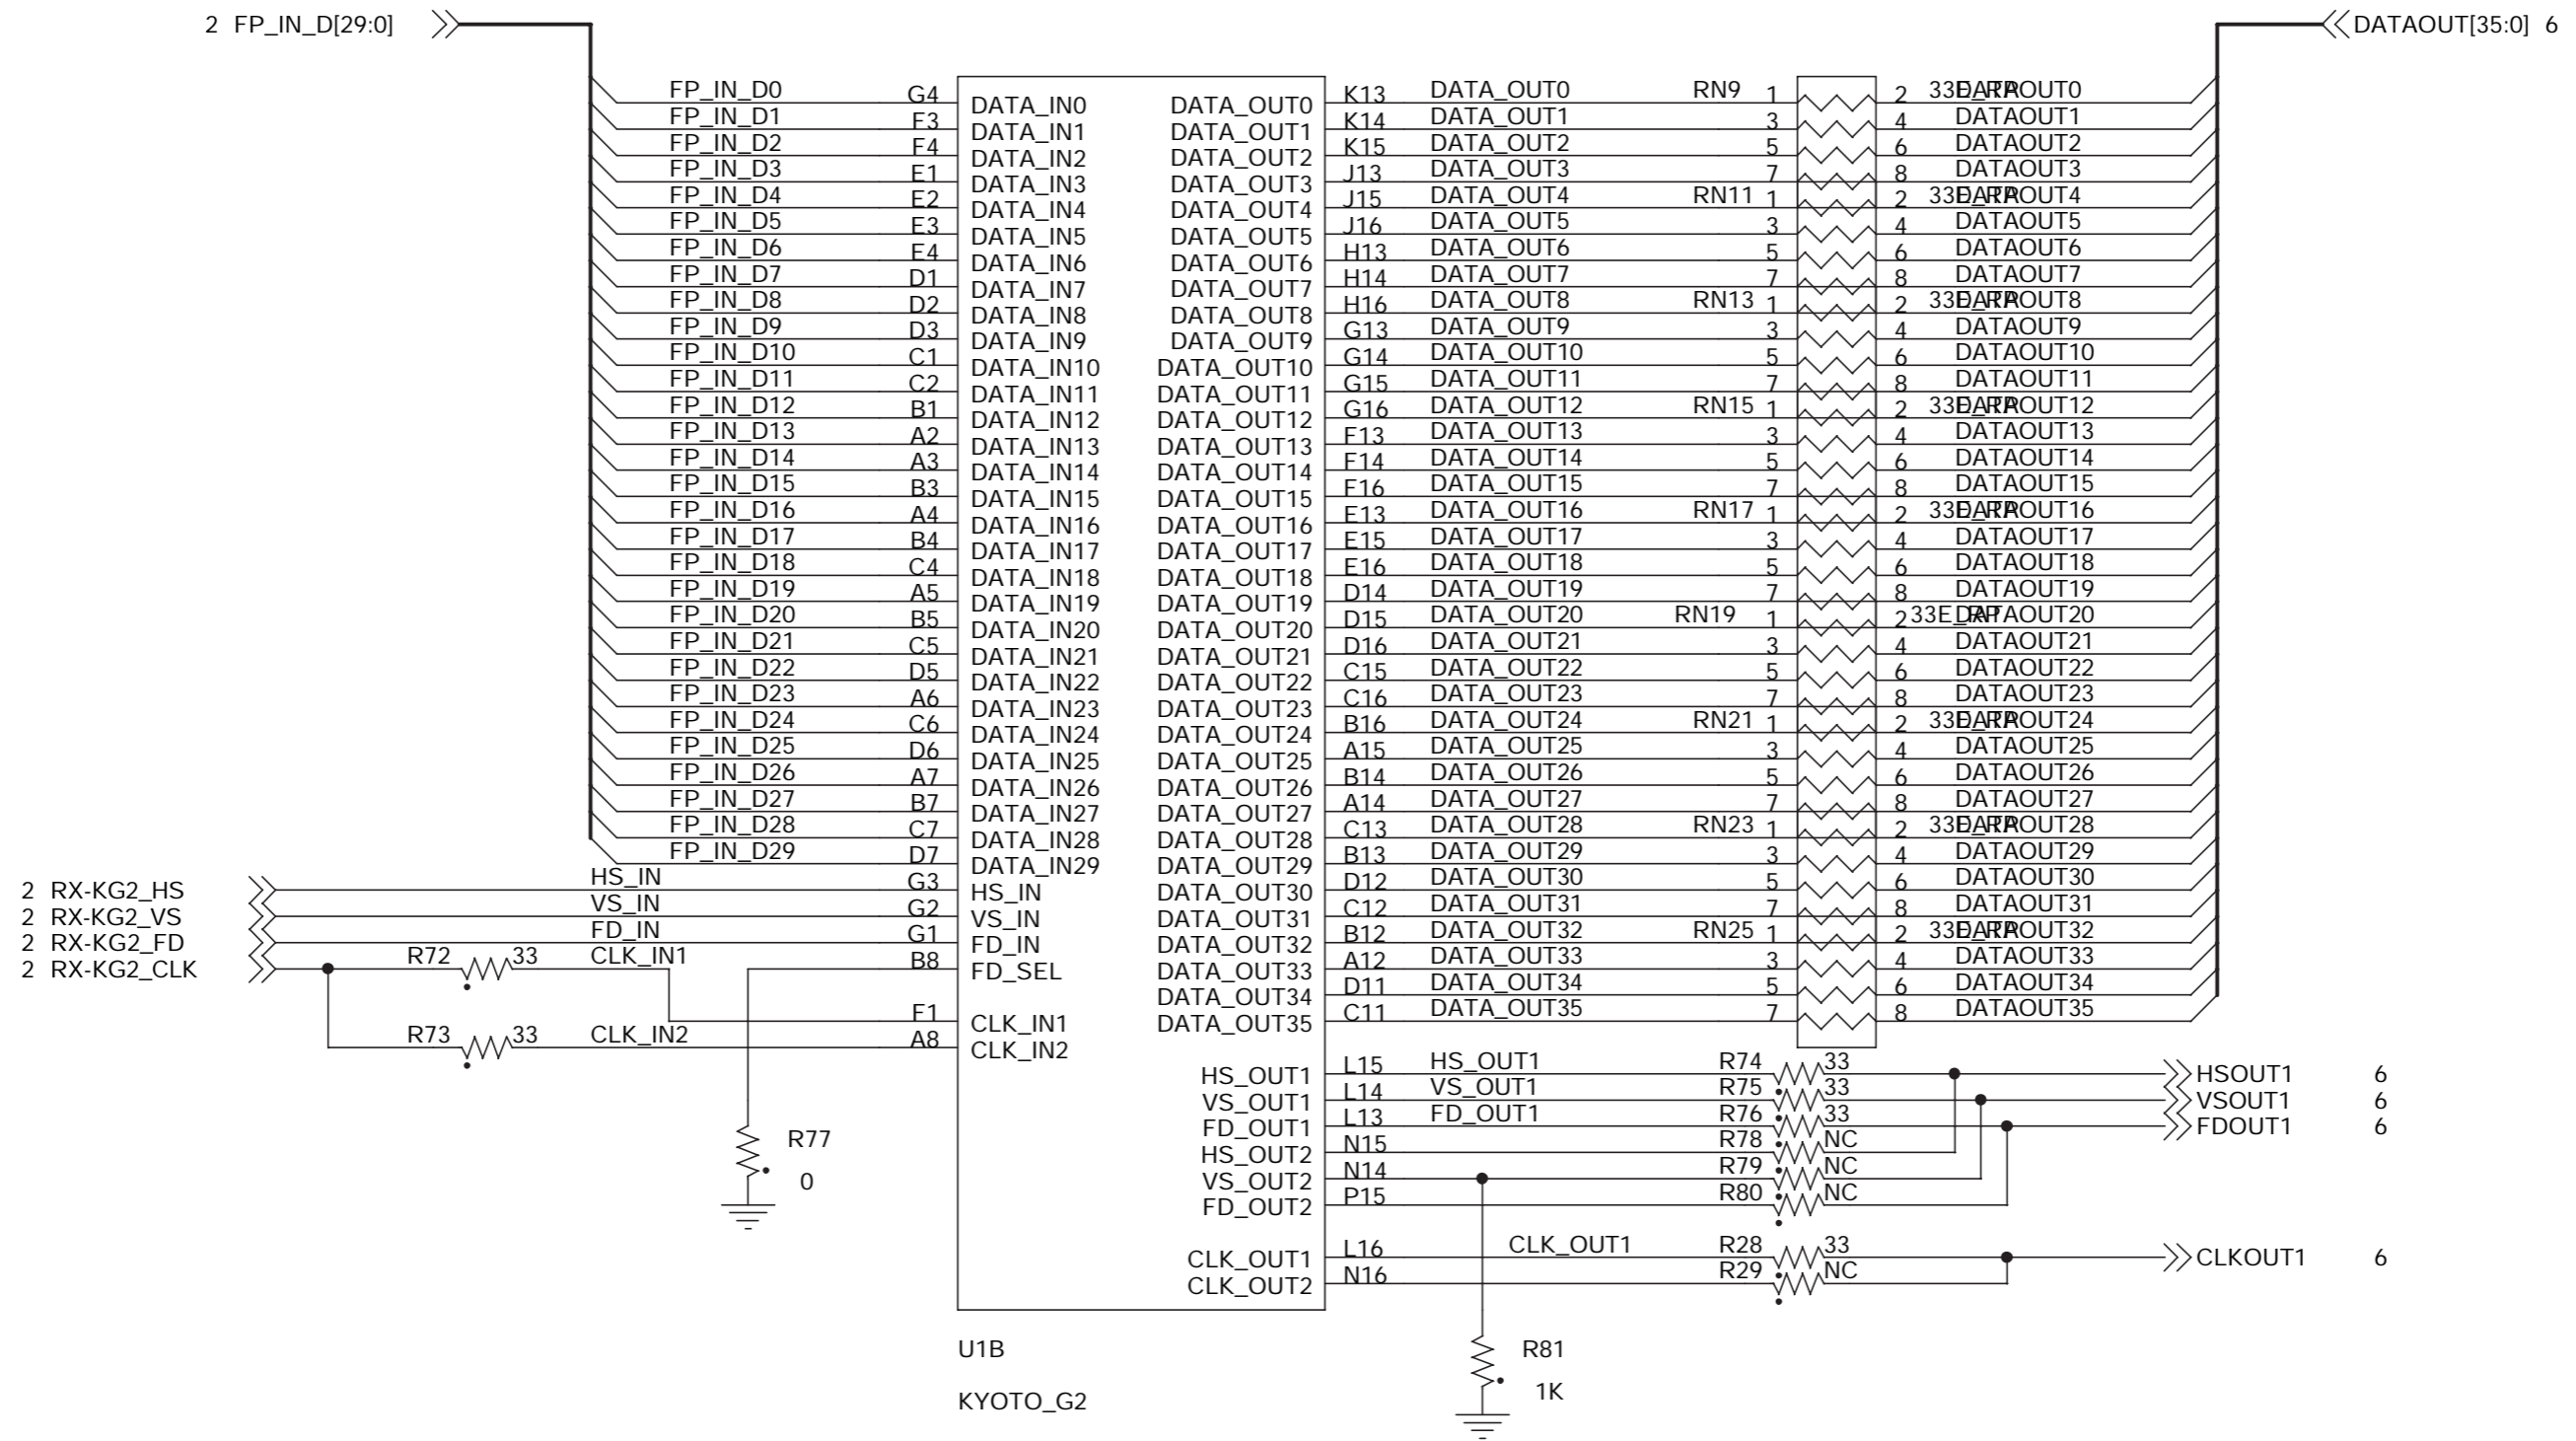 2 FP_IN_D[29:0] DATAOUT[35:0] 6
FP_IN_D0 G4 DATA_IN0 DATA_OUT0 K13 DATA_OUT0 RN9 1 2 33E_RP DATAOUT0
FP_IN_D1 F3 DATA_IN1 DATA_OUT1 K14 DATA_OUT1 3 4 DATAOUT1
FP_IN_D2 F4 DATA_IN2 DATA_OUT2 K15 DATA_OUT2 5 6 DATAOUT2
FP_IN_D3 E1 DATA_IN3 DATA_OUT3 J13 DATA_OUT3 7 8 DATAOUT3
FP_IN_D4 E2 DATA_IN4 DATA_OUT4 J15 DATA_OUT4 RN11 1 2 33E_RP DATAOUT4
FP_IN_D5 E3 DATA_IN5 DATA_OUT5 J16 DATA_OUT5 3 4 DATAOUT5
FP_IN_D6 E4 DATA_IN6 DATA_OUT6 H13 DATA_OUT6 5 6 DATAOUT6
FP_IN_D7 D1 DATA_IN7 DATA_OUT7 H14 DATA_OUT7 7 8 DATAOUT7
FP_IN_D8 D2 DATA_IN8 DATA_OUT8 H16 DATA_OUT8 RN13 1 2 33E_RP DATAOUT8
FP_IN_D9 D3 DATA_IN9 DATA_OUT9 G13 DATA_OUT9 3 4 DATAOUT9
FP_IN_D10 C1 DATA_IN10 DATA_OUT10 G14 DATA_OUT10 5 6 DATAOUT10
FP_IN_D11 C2 DATA_IN11 DATA_OUT11 G15 DATA_OUT11 7 8 DATAOUT11
FP_IN_D12 B1 DATA_IN12 DATA_OUT12 G16 DATA_OUT12 RN15 1 2 33E_RP DATAOUT12
FP_IN_D13 A2 DATA_IN13 DATA_OUT13 F13 DATA_OUT13 3 4 DATAOUT13
FP_IN_D14 A3 DATA_IN14 DATA_OUT14 F14 DATA_OUT14 5 6 DATAOUT14
FP_IN_D15 B3 DATA_IN15 DATA_OUT15 F16 DATA_OUT15 7 8 DATAOUT15
FP_IN_D16 A4 DATA_IN16 DATA_OUT16 E13 DATA_OUT16 RN17 1 2 33E_RP DATAOUT16
FP_IN_D17 B4 DATA_IN17 DATA_OUT17 E15 DATA_OUT17 3 4 DATAOUT17
FP_IN_D18 C4 DATA_IN18 DATA_OUT18 E16 DATA_OUT18 5 6 DATAOUT18
FP_IN_D19 A5 DATA_IN19 DATA_OUT19 D14 DATA_OUT19 7 8 DATAOUT19
FP_IN_D20 B5 DATA_IN20 DATA_OUT20 D15 DATA_OUT20 RN19 1 2 33E_RP DATAOUT20
FP_IN_D21 C5 DATA_IN21 DATA_OUT21 D16 DATA_OUT21 3 4 DATAOUT21
FP_IN_D22 D5 DATA_IN22 DATA_OUT22 C15 DATA_OUT22 5 6 DATAOUT22
FP_IN_D23 A6 DATA_IN23 DATA_OUT23 C16 DATA_OUT23 7 8 DATAOUT23
FP_IN_D24 C6 DATA_IN24 DATA_OUT24 B16 DATA_OUT24 RN21 1 2 33E_RP DATAOUT24
FP_IN_D25 D6 DATA_IN25 DATA_OUT25 A15 DATA_OUT25 3 4 DATAOUT25
FP_IN_D26 A7 DATA_IN26 DATA_OUT26 B14 DATA_OUT26 5 6 DATAOUT26
FP_IN_D27 B7 DATA_IN27 DATA_OUT27 A14 DATA_OUT27 7 8 DATAOUT27
FP_IN_D28 C7 DATA_IN28 DATA_OUT28 C13 DATA_OUT28 RN23 1 2 33E_RP DATAOUT28
FP_IN_D29 D7 DATA_IN29 DATA_OUT29 B13 DATA_OUT29 3 4 DATAOUT29
2 RX-KG2_HS HS_IN G3 HS_IN DATA_OUT30 D12 DATA_OUT30 5 6 DATAOUT30
2 RX-KG2_VS VS_IN G2 VS_IN DATA_OUT31 C12 DATA_OUT31 7 8 DATAOUT31
2 RX-KG2_FD FD_IN G1 FD_IN DATA_OUT32 B12 DATA_OUT32 RN25 1 2 33E_RP DATAOUT32
2 RX-KG2_CLK R72 33 CLK_IN1 B8 FD_SEL DATA_OUT33 A12 DATA_OUT33 3 4 DATAOUT33
DATA_OUT34 D11 DATA_OUT34 5 6 DATAOUT34
F1 CLK_IN1 DATA_OUT35 C11 DATA_OUT35 7 8 DATAOUT35
R73 33 CLK_IN2 A8 CLK_IN2
HS_OUT1 L15 HS_OUT1 R74 33 HSOUT1 6
VS_OUT1 L14 VS_OUT1 R75 33 VSOUT1 6
FD_OUT1 L13 FD_OUT1 R76 33 FDOUT1 6
R77 HS_OUT2 N15 R78 NC
0 VS_OUT2 N14 R79 NC
FD_OUT2 P15 R80 NC
CLK_OUT1 L16 CLK_OUT1 R28 33 CLKOUT1 6
CLK_OUT2 N16 R29 NC
U1B R81
KYOTO_G2 1K